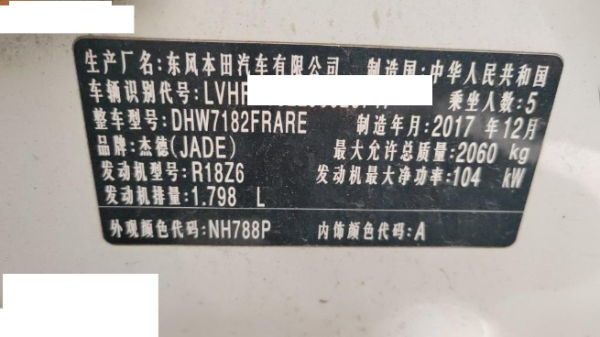 生产厂名:东风本田汽车有限公司 制造国:中华人民共和国
车辆识别代号:LVH 乘坐人数:5
整车型号:DHW7182FRARE 制造年月:2017 年12月
品牌:杰德(JADE) 最大允许总质量:2060 kg
发动机型号:R18Z6 发动机最大净功率:104 kW
发动机排量:1.798 L
外观颜色代码:NH788P 内饰颜色代码:A